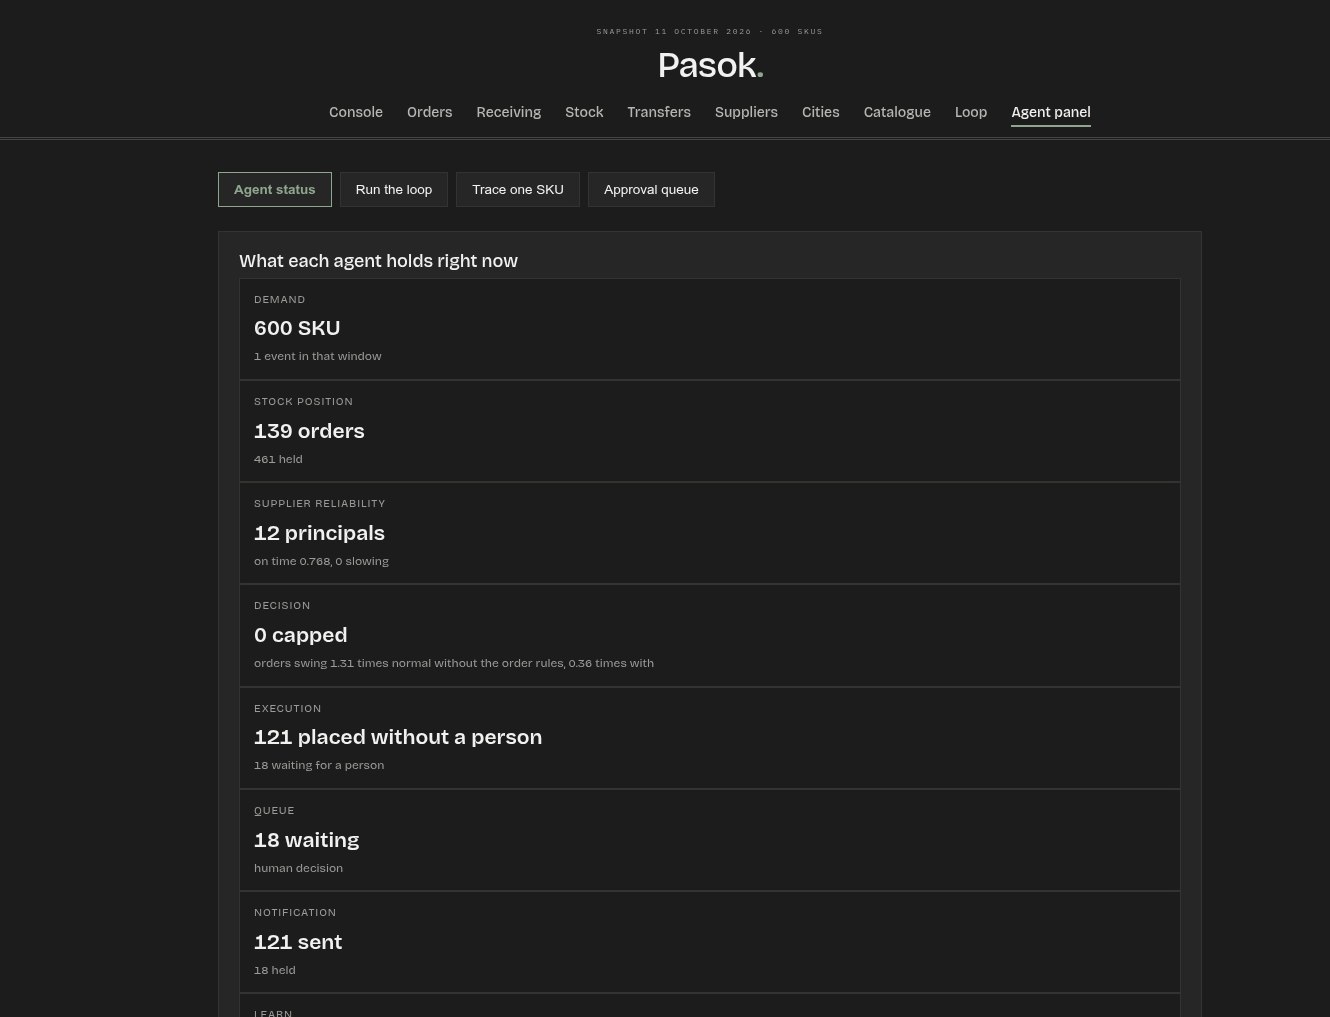 SNAPSHOT 11 OCTOBER 2026 · 600 SKUS
Pasok.
Console Orders Receiving Stock Transfers Suppliers Cities Catalogue Loop Agent panel
Agent status Run the loop Trace one SKU Approval queue
What each agent holds right now
DEMAND
600 SKU
1 event in that window
STOCK POSITION
139 orders
461 held
SUPPLIER RELIABILITY
12 principals
on time 0.768, 0 slowing
DECISION
0 capped
orders swing 1.31 times normal without the order rules, 0.36 times with
EXECUTION
121 placed without a person
18 waiting for a person
QUEUE
18 waiting
human decision
NOTIFICATION
121 sent
18 held
LEARN